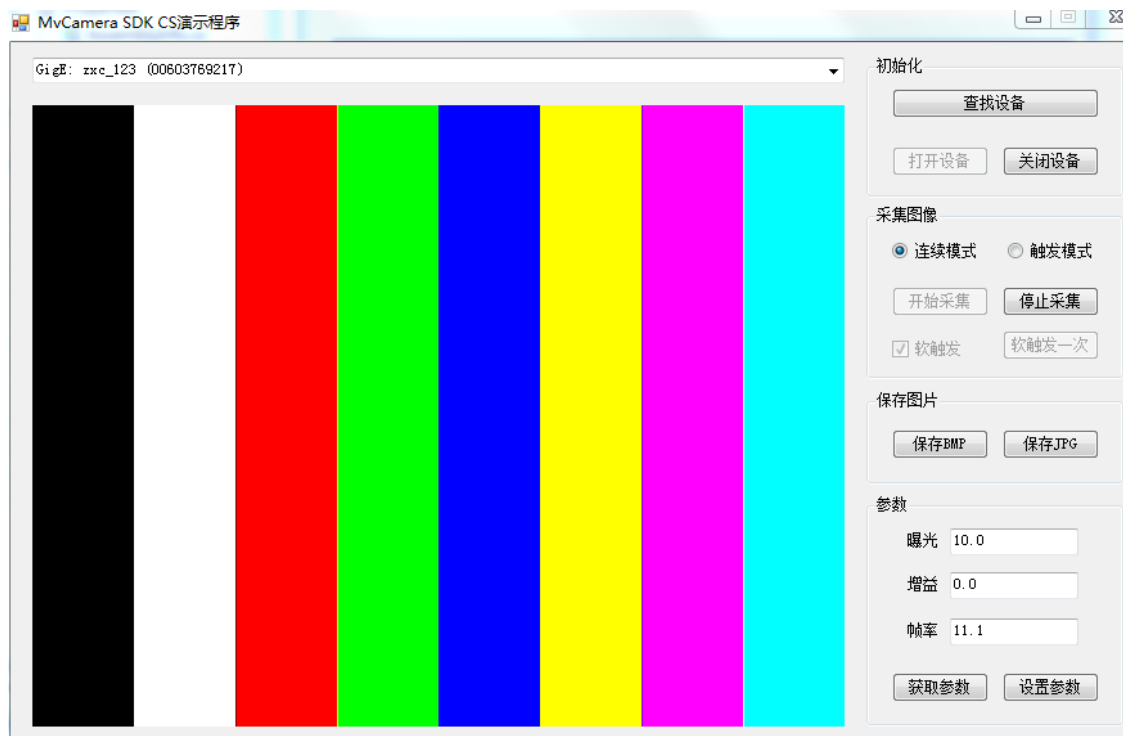 MvCamera SDK CS演示程序
GigE: zxc_123 (00603769217)
初始化
查找设备
打开设备 关闭设备
采集图像
连续模式 触发模式
开始采集 停止采集
软触发 软触发一次
保存图片
保存BMP 保存JPG
参数
曝光 10.0
增益 0.0
帧率 11.1
获取参数 设置参数